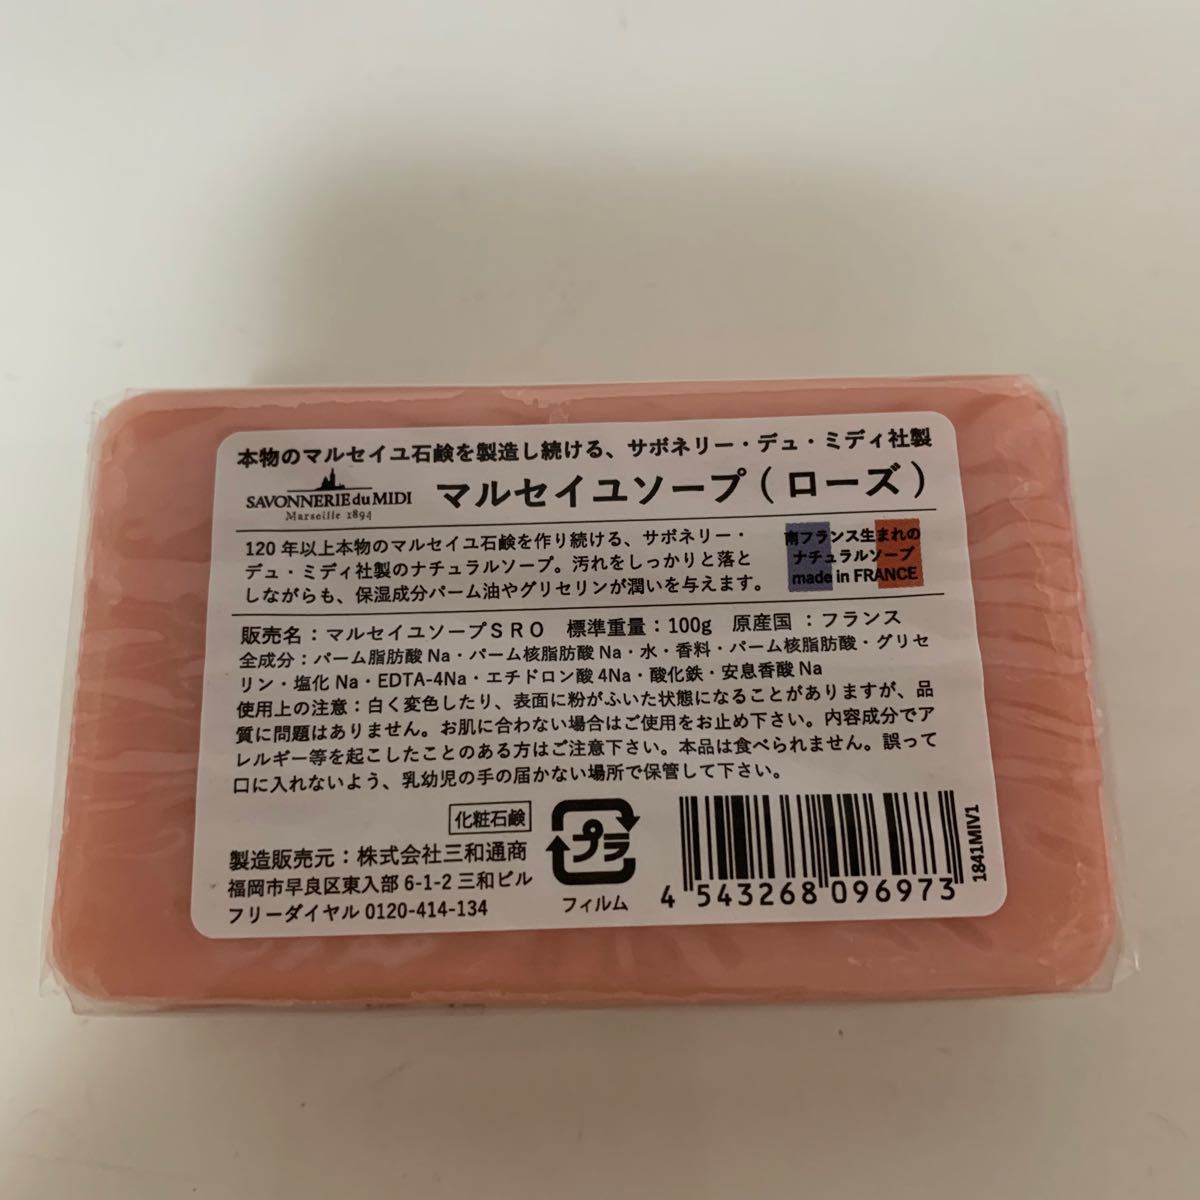 本物のマルセイユ石鹸を製造し続ける、サボネリー・デュ・ミディ社製
SAVONNERIE du MIDI
Marseille 1894
マルセイユソープ(ローズ)
120年以上本物のマルセイユ石鹸を作り続ける、サボネリー・
デュ・ミディ社製のナチュラルソープ。汚れをしっかりと落と
しながらも、保湿成分パーム油やグリセリンが潤いを与えます。
南フランス生まれの
ナチュラルソープ
made in FRANCE
販売名:マルセイユソープSRO 標準重量:100g 原産国:フランス
全成分:パーム脂肪酸Na・パーム核脂肪酸Na・水・香料・パーム核脂肪酸・グリセ
リン・塩化Na・EDTA-4Na・エチドロン酸4Na・酸化鉄・安息香酸Na
使用上の注意:白く変色したり、表面に粉がふいた状態になることがありますが、品
質に問題はありません。お肌に合わない場合はご使用をお止め下さい。内容成分でア
レルギー等を起こしたことのある方はご注意下さい。本品は食べられません。誤って
口に入れないよう、乳幼児の手の届かない場所で保管して下さい。
化粧石鹸
製造販売元:株式会社三和通商
福岡市早良区東入部6-1-2三和ビル
フリーダイヤル0120-414-134
プラ
フィルム
4 543268 096973
1841MIV1